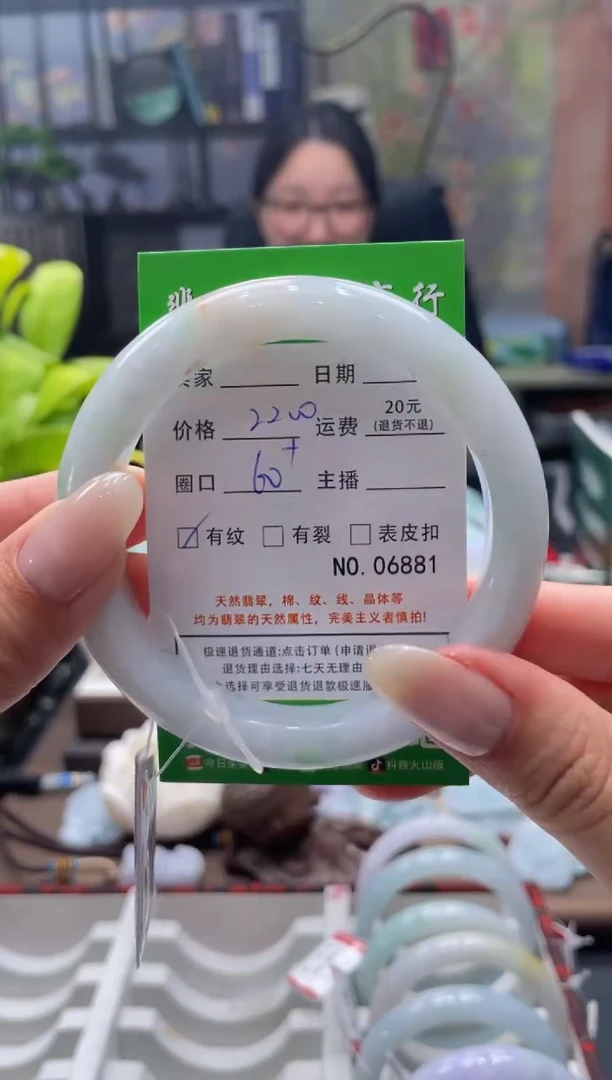 翡 行
家 日期
价格 2200 运费 20元
(退货不退)
圈口 60+ 主播
☑有纹 □有裂 □表皮扣
NO. 06881
天然翡翠，棉、纹、线、晶体等
均为翡翠的天然属性，完美主义者慎拍!
极速退货通道:点击订单(申请退
退货理由选择:七天无理由
选择可享受退货退款极速服
今日 抖音火山版